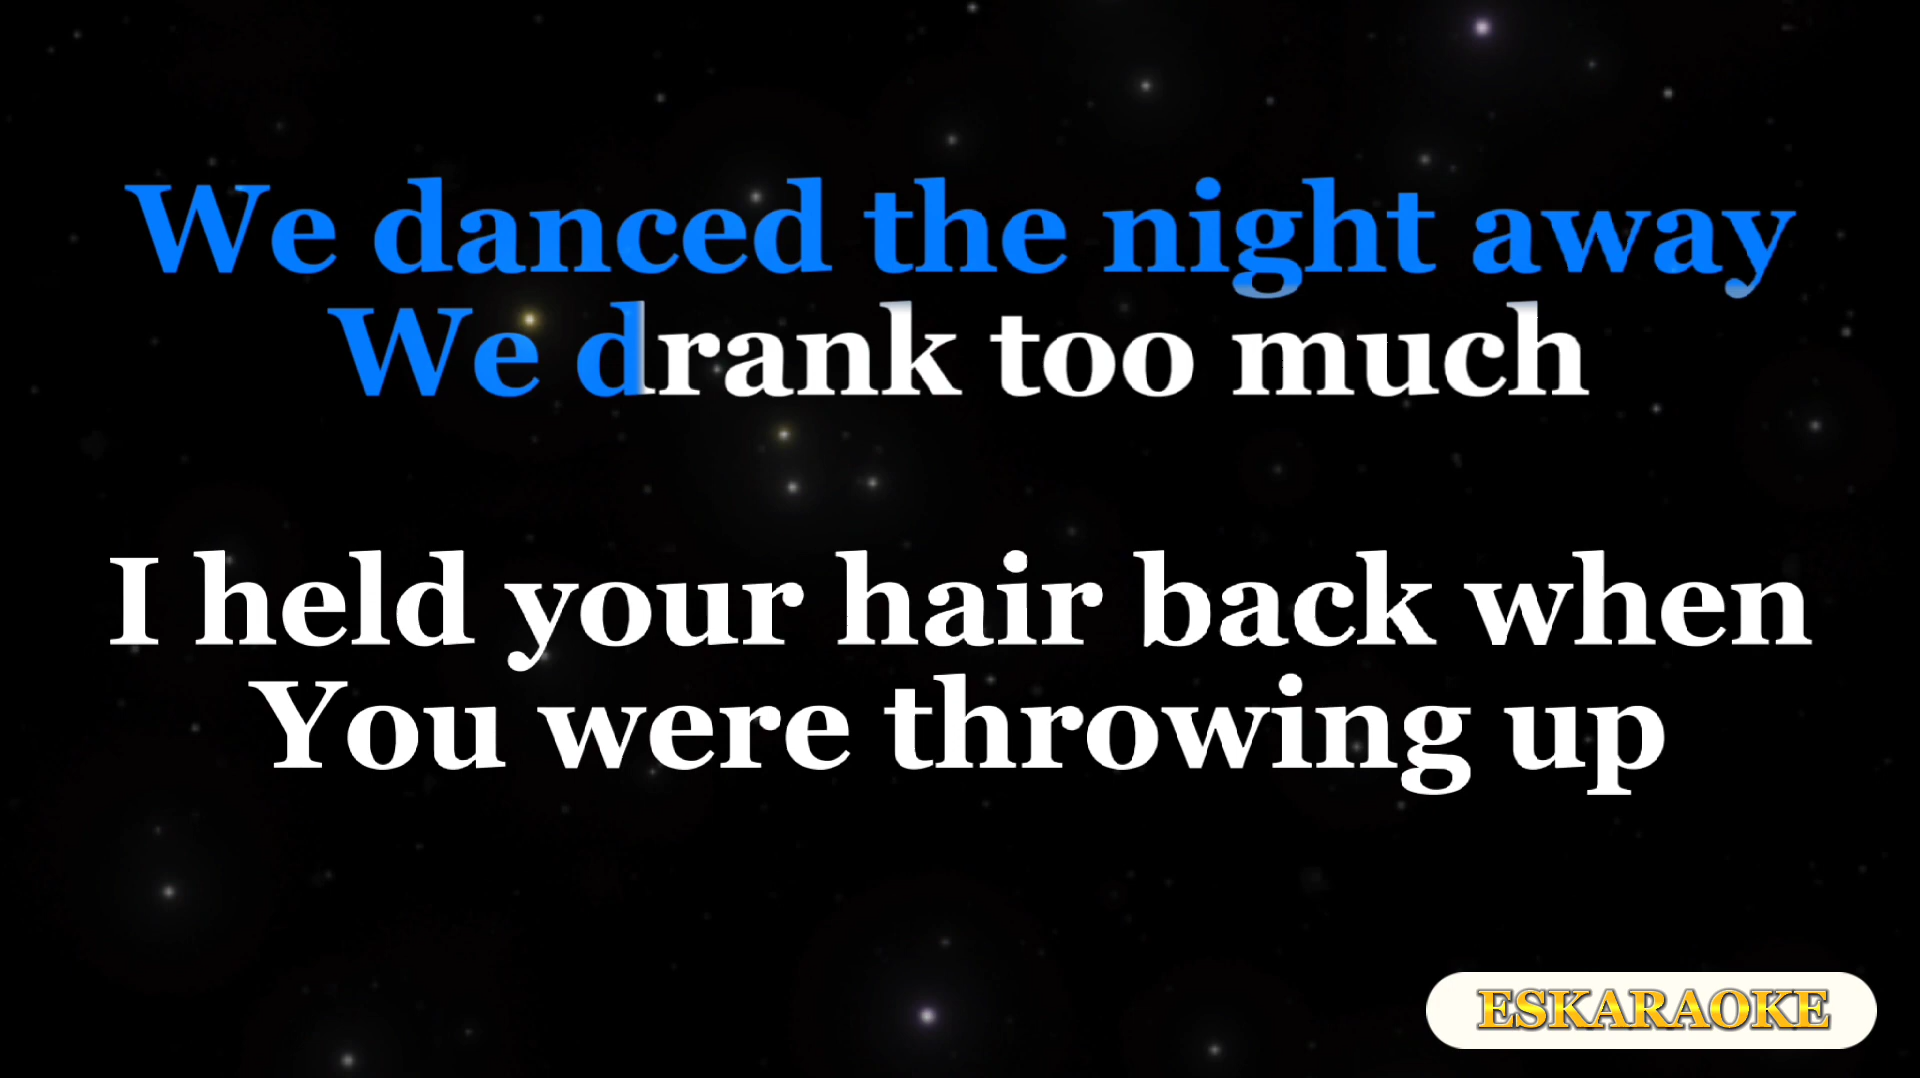 We danced the night away
We drank too much
I held your hair back when
You were throwing up
ESKARAOKE